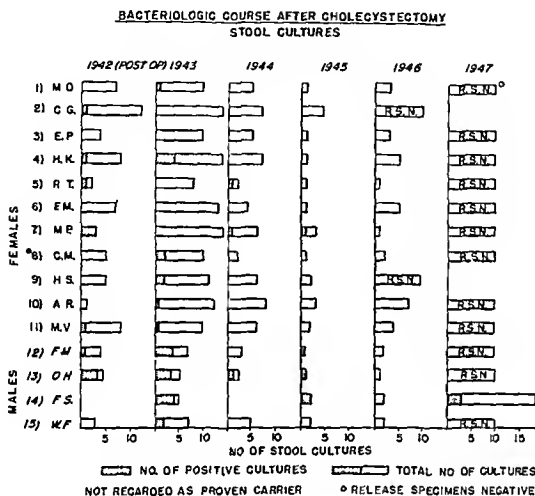 BACTERIOLOGIC COURSE AFTER CHOLECYSTECTOMY
STOOL CULTURES
1942 (POST OP) 1943 1944 1945 1946 1947
FEMALES
1) M.O. R.S.N. °
2) C.G. R.S.N.
3) E.P. R.S.N.
4) H.K. R.S.N.
5) R.T. R.S.N.
6) E.M. R.S.N.
7) M.P. R.S.N.
*8) C.M. R.S.N.
9) H.S. R.S.N.
10) A.R. R.S.N.
11) M.V. R.S.N.
MALES
12) F.M. R.S.N.
13) O.H. R.S.N.
14) F.S.
15) W.F. R.S.N.
5 10 5 10 5 10 5 5 10 5 10 15
NO OF STOOL CULTURES
NO. OF POSITIVE CULTURES TOTAL NO OF CULTURES
NOT REGARDED AS PROVEN CARRIER ° RELEASE SPECIMENS NEGATIVE